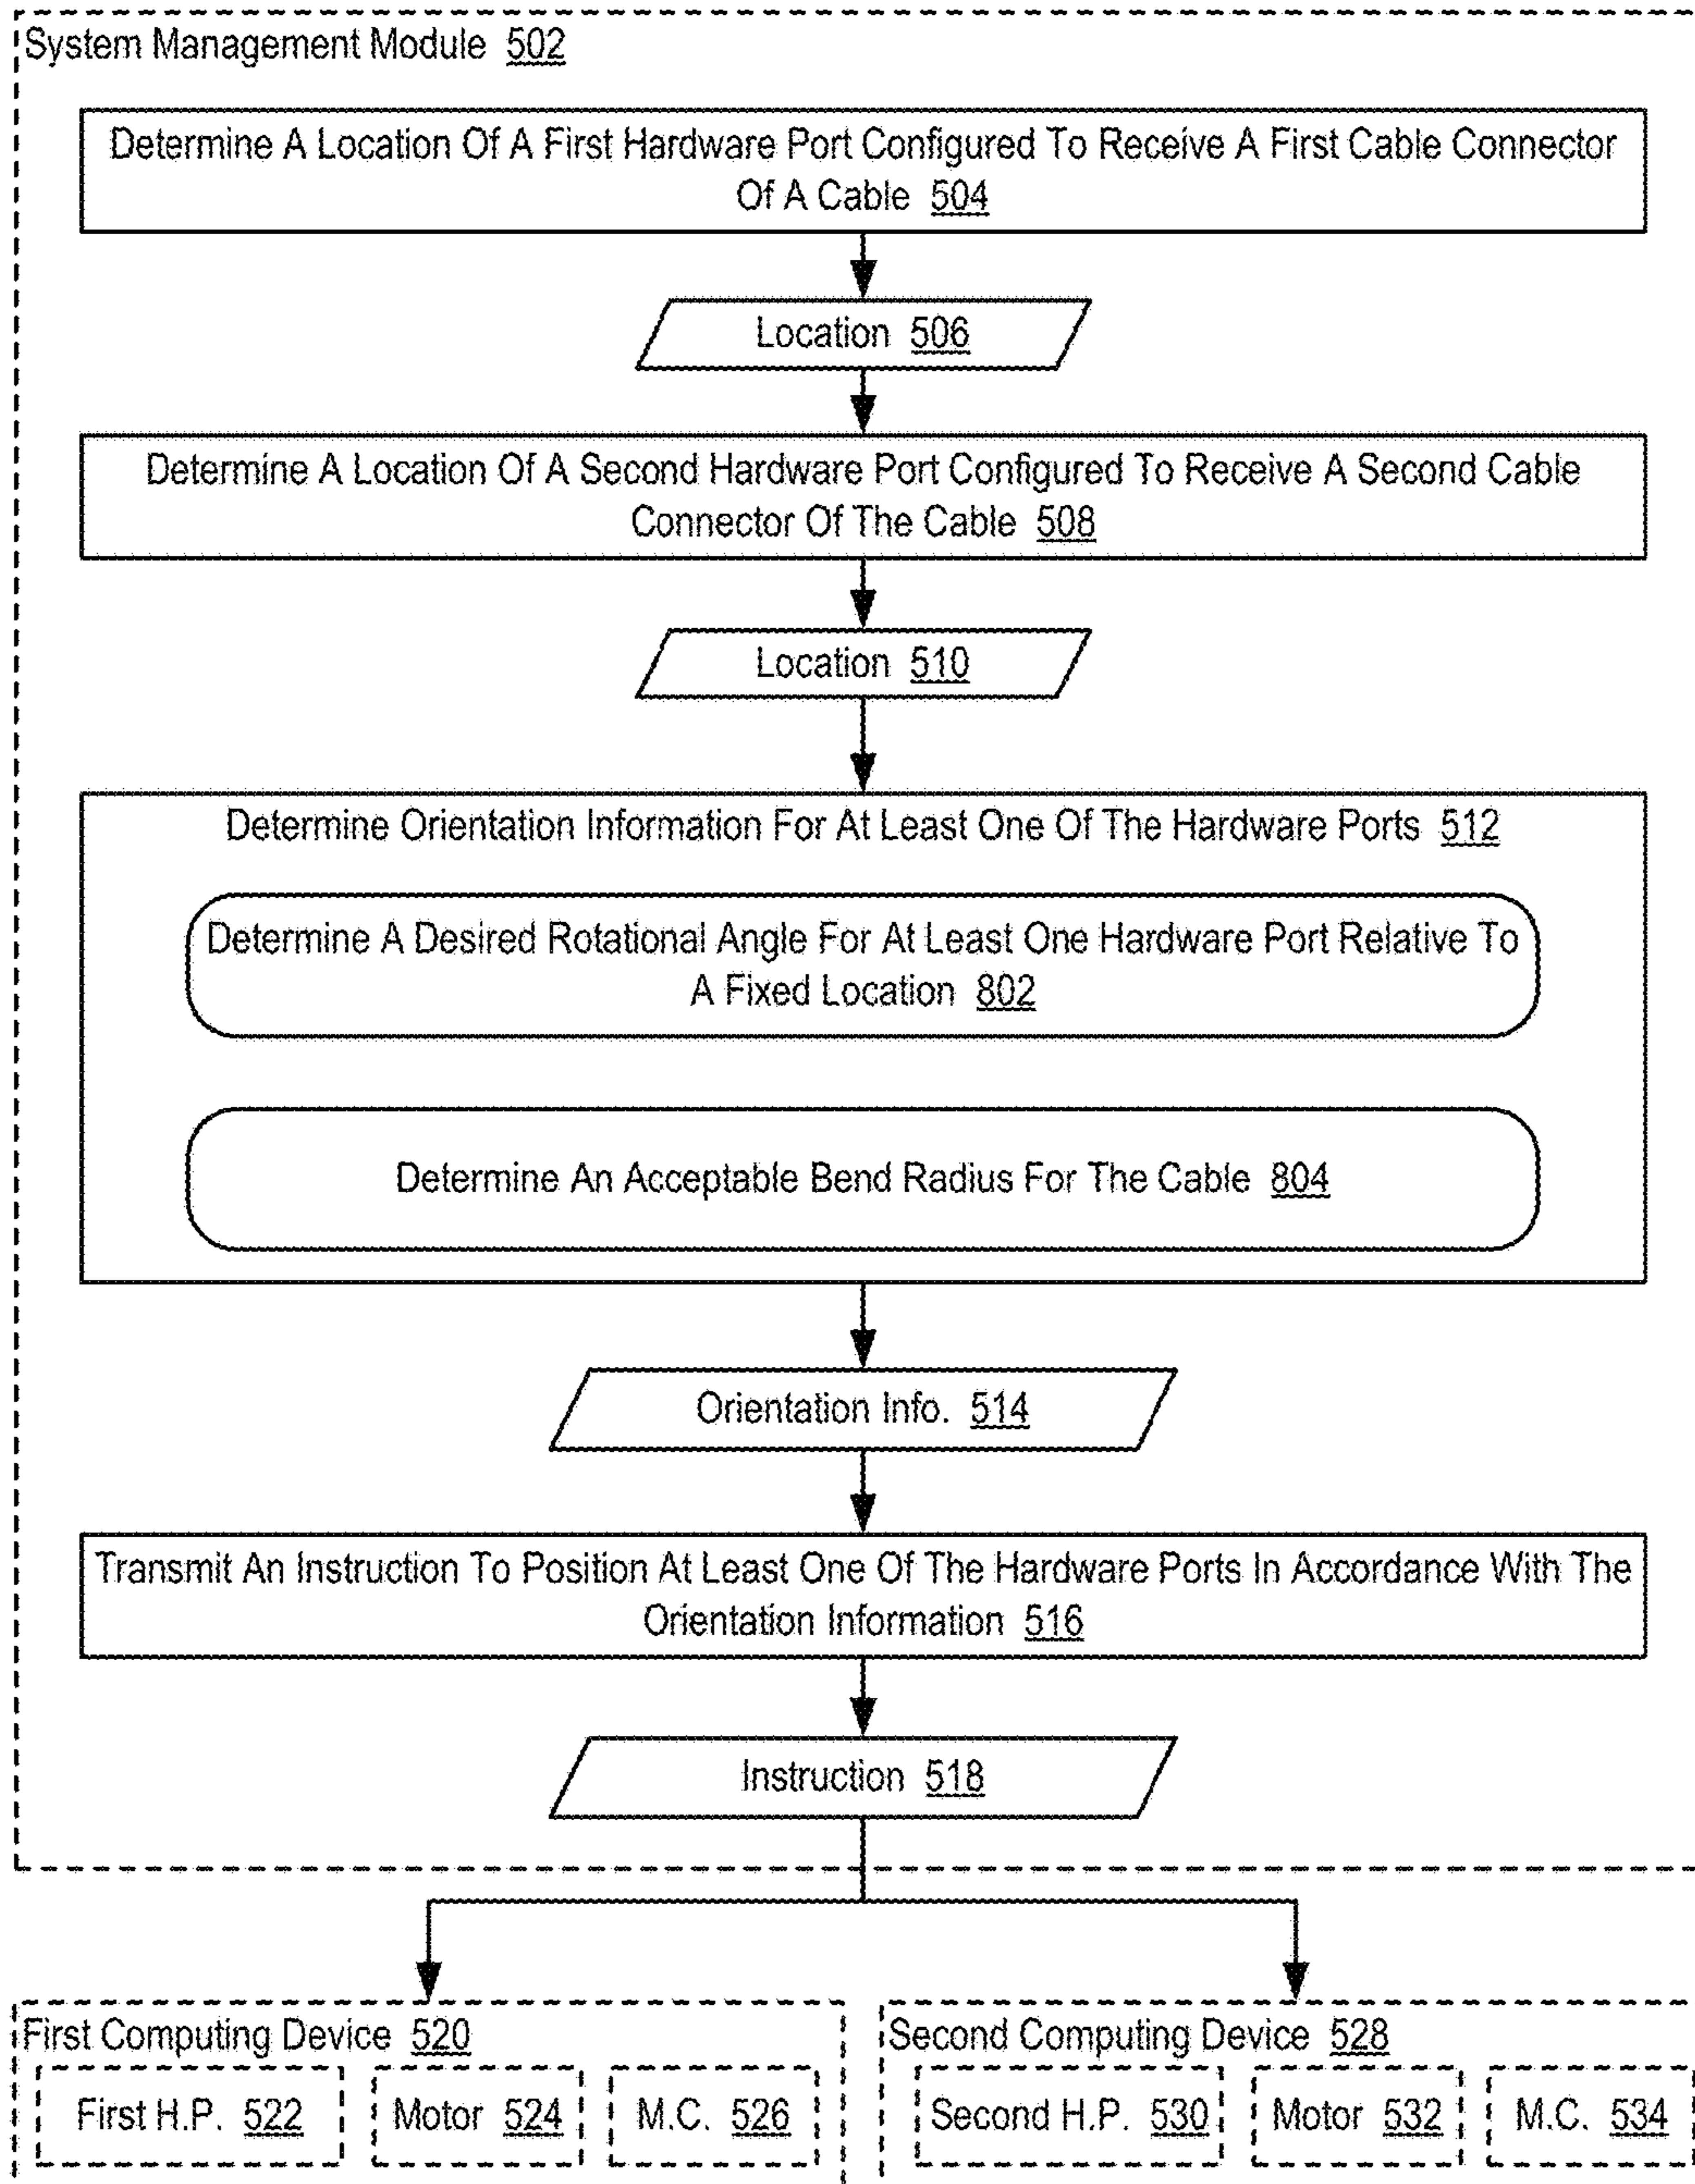 System Management Module 502
Determine A Location Of A First Hardware Port Configured To Receive A First Cable Connector
Of A Cable 504
Location 506
Determine A Location Of A Second Hardware Port Configured To Receive A Second Cable
Connector Of The Cable 508
Location 510
Determine Orientation Information For At Least One Of The Hardware Ports 512
Determine A Desired Rotational Angle For At Least One Hardware Port Relative To
A Fixed Location 802
Determine An Acceptable Bend Radius For The Cable 804
Orientation Info. 514
Transmit An Instruction To Position At Least One Of The Hardware Ports In Accordance With The
Orientation Information 516
Instruction 518
First Computing Device 520
First H.P. 522
Motor 524
M.C. 526
Second Computing Device 528
Second H.P. 530
Motor 532
M.C. 534